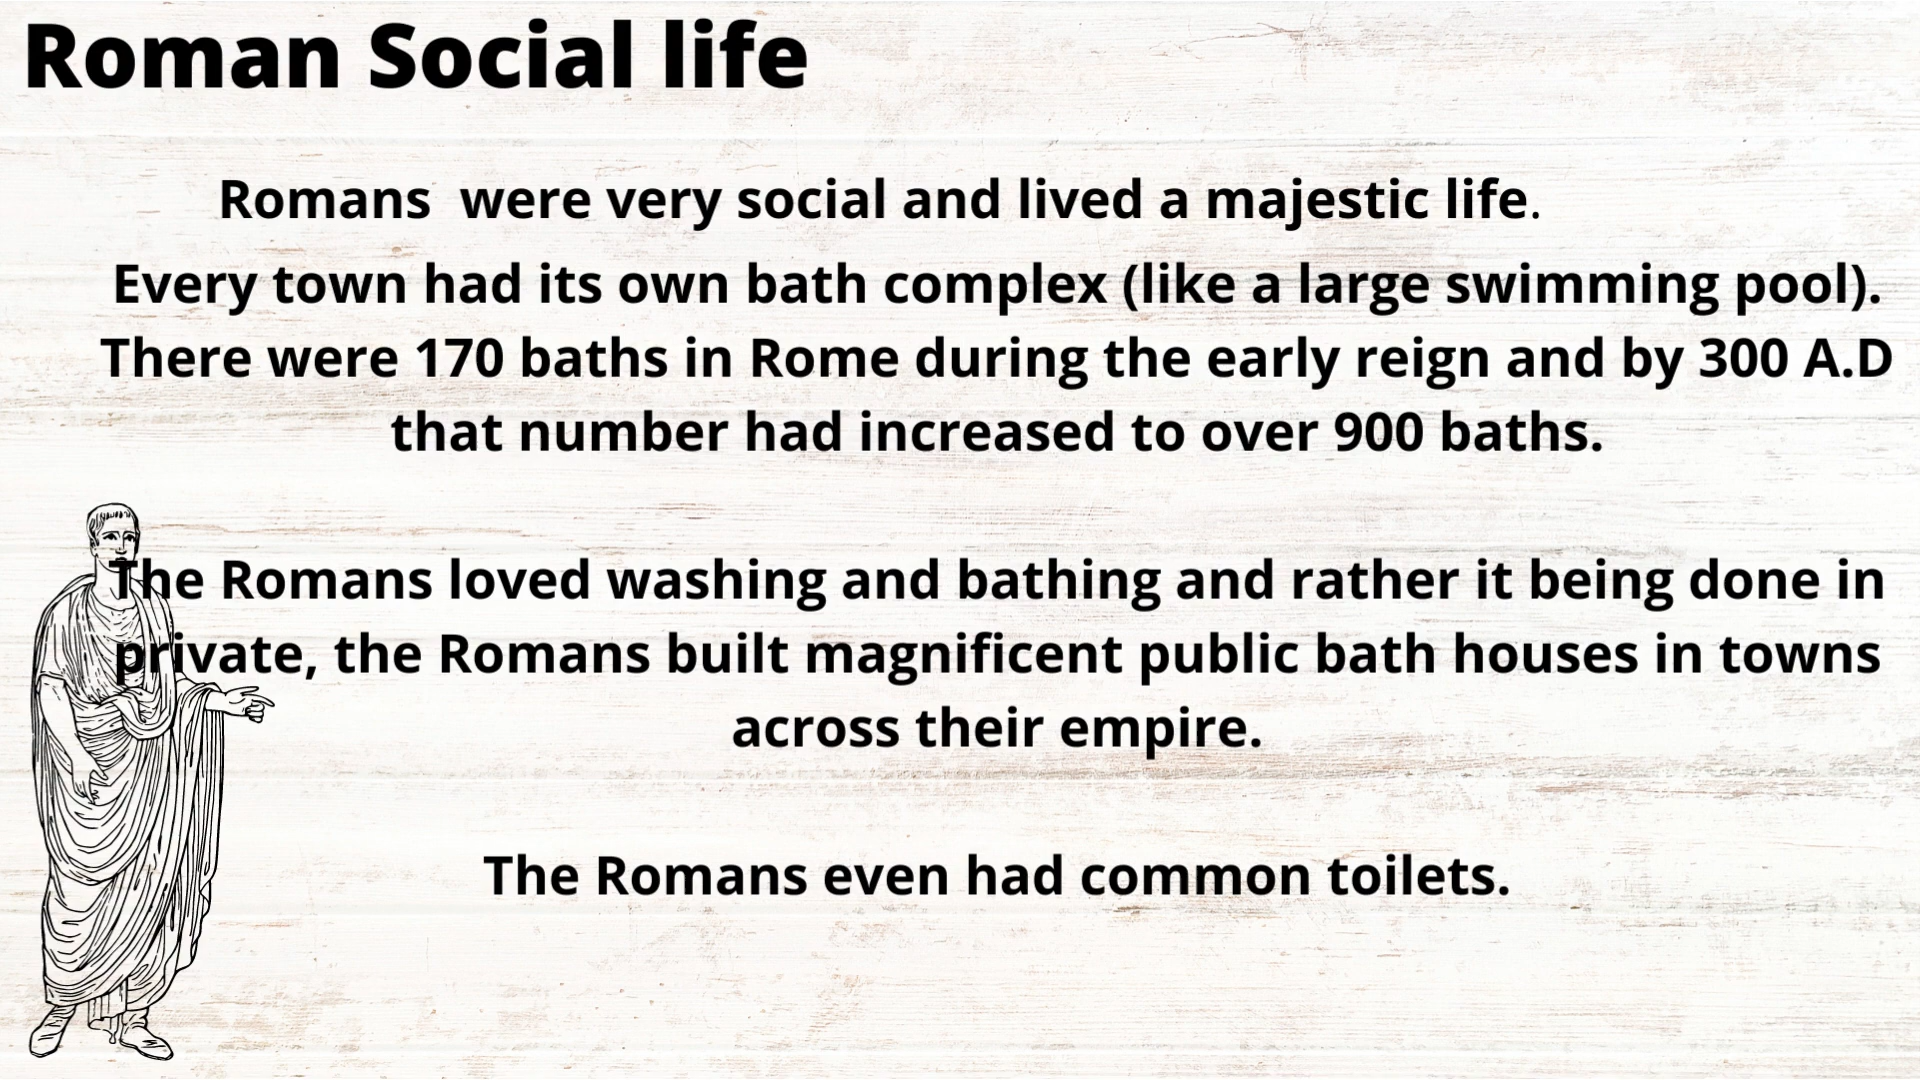 Roman Social life
Romans  were very social and lived a majestic life.
Every town had its own bath complex (like a large swimming pool).
There were 170 baths in Rome during the early reign and by 300 A.D
that number had increased to over 900 baths.
The Romans loved washing and bathing and rather it being done in
private, the Romans built magnificent public bath houses in towns
across their empire.
The Romans even had common toilets.